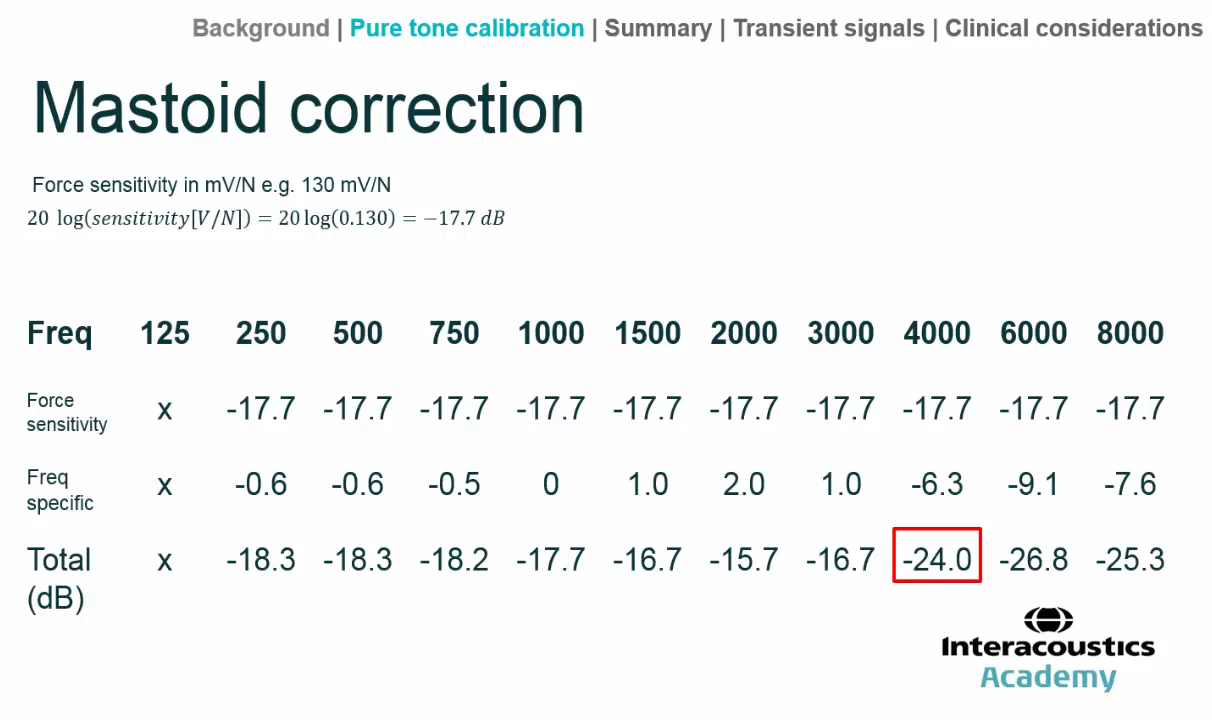 Background | Pure tone calibration | Summary | Transient signals | Clinical considerations
Mastoid correction
Force sensitivity in mV/N e.g. 130 mV/N
20 log(sensitivity[V/N]) = 20 log(0.130) = −17.7 dB
Freq 125 250 500 750 1000 1500 2000 3000 4000 6000 8000
Force sensitivity x -17.7 -17.7 -17.7 -17.7 -17.7 -17.7 -17.7 -17.7 -17.7 -17.7
Freq specific x -0.6 -0.6 -0.5 0 1.0 2.0 1.0 -6.3 -9.1 -7.6
Total (dB) x -18.3 -18.3 -18.2 -17.7 -16.7 -15.7 -16.7 -24.0 -26.8 -25.3
Interacoustics
Academy